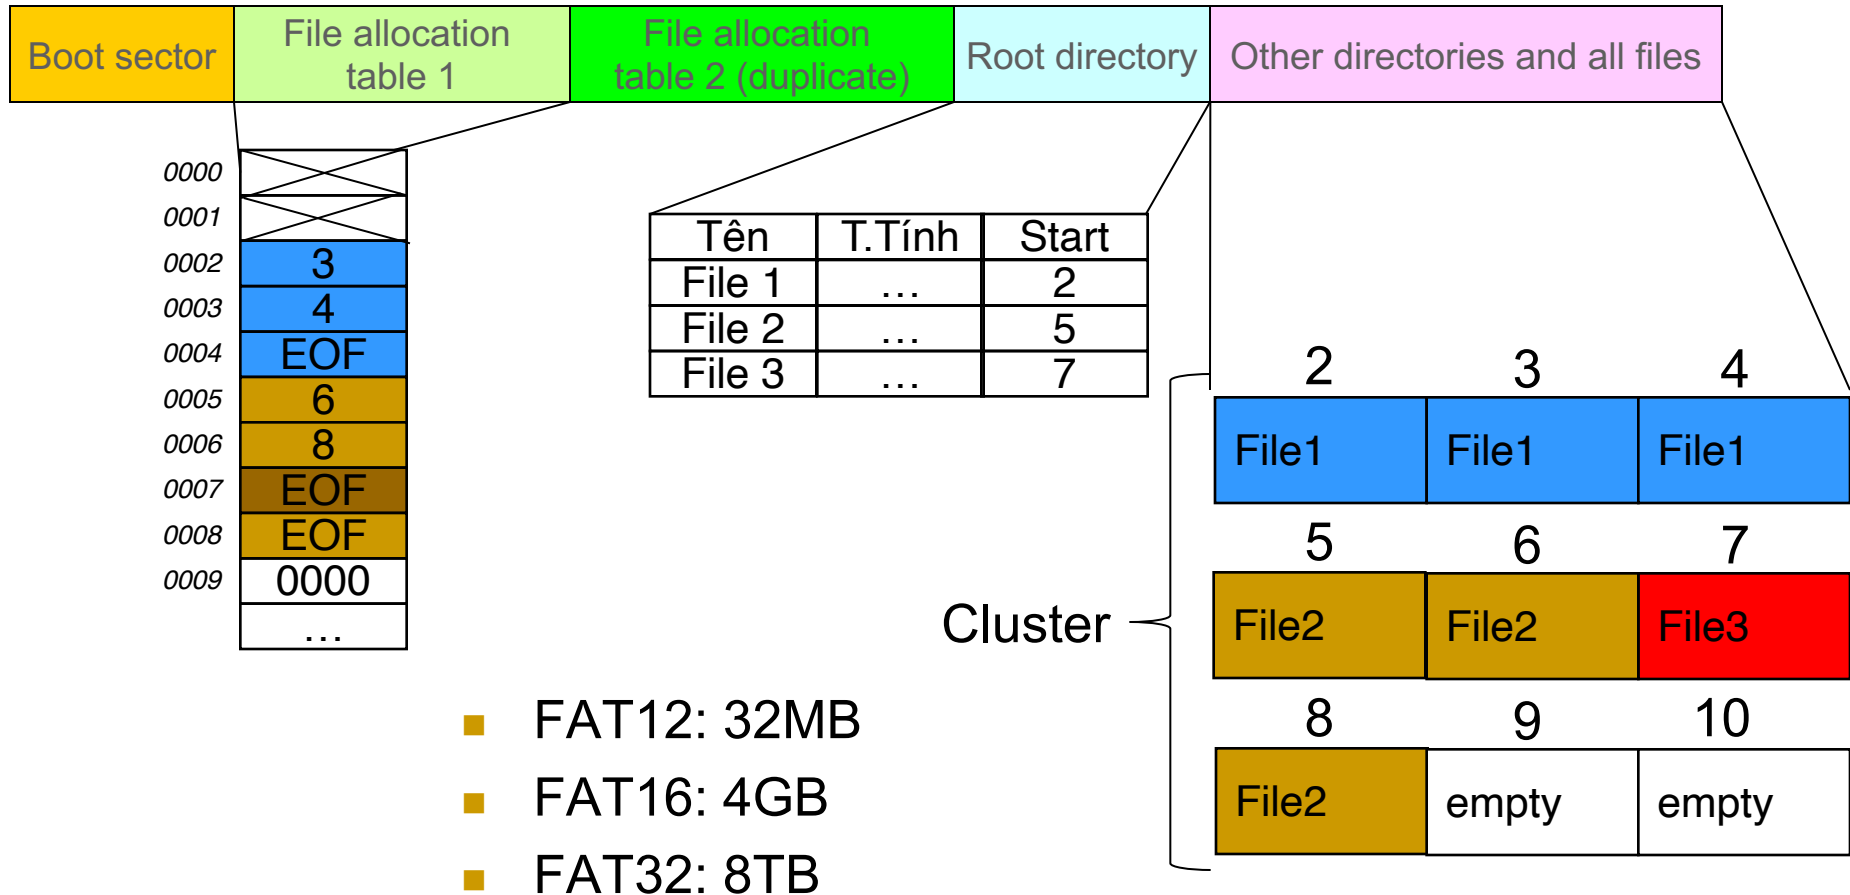 Boot sector
File allocation
table 1
File allocation
table 2 (duplicate)
Root directory
Other directories and all files
0000
0001
0002 3
0003 4
0004 EOF
0005 6
0006 8
0007 EOF
0008 EOF
0009 0000
...
Tên T.Tính Start
File 1 ... 2
File 2 ... 5
File 3 ... 7
Cluster
2 3 4
File1 File1 File1
5 6 7
File2 File2 File3
8 9 10
File2 empty empty
FAT12: 32MB
FAT16: 4GB
FAT32: 8TB